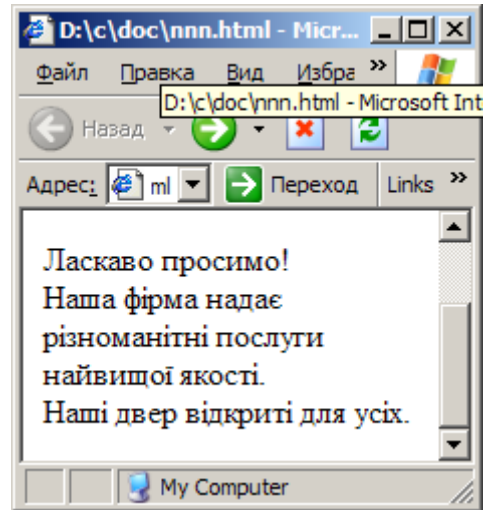 D:\c\doc\nnn.html - Micr...
Файл Правка Вид Избра »
D:\c\doc\nnn.html - Microsoft Int
Назад
Адрес: ml Переход Links »
Ласкаво просимо!
Наша фірма надає
різноманітні послуги
найвищої якості.
Наші двер відкриті для усіх.
My Computer